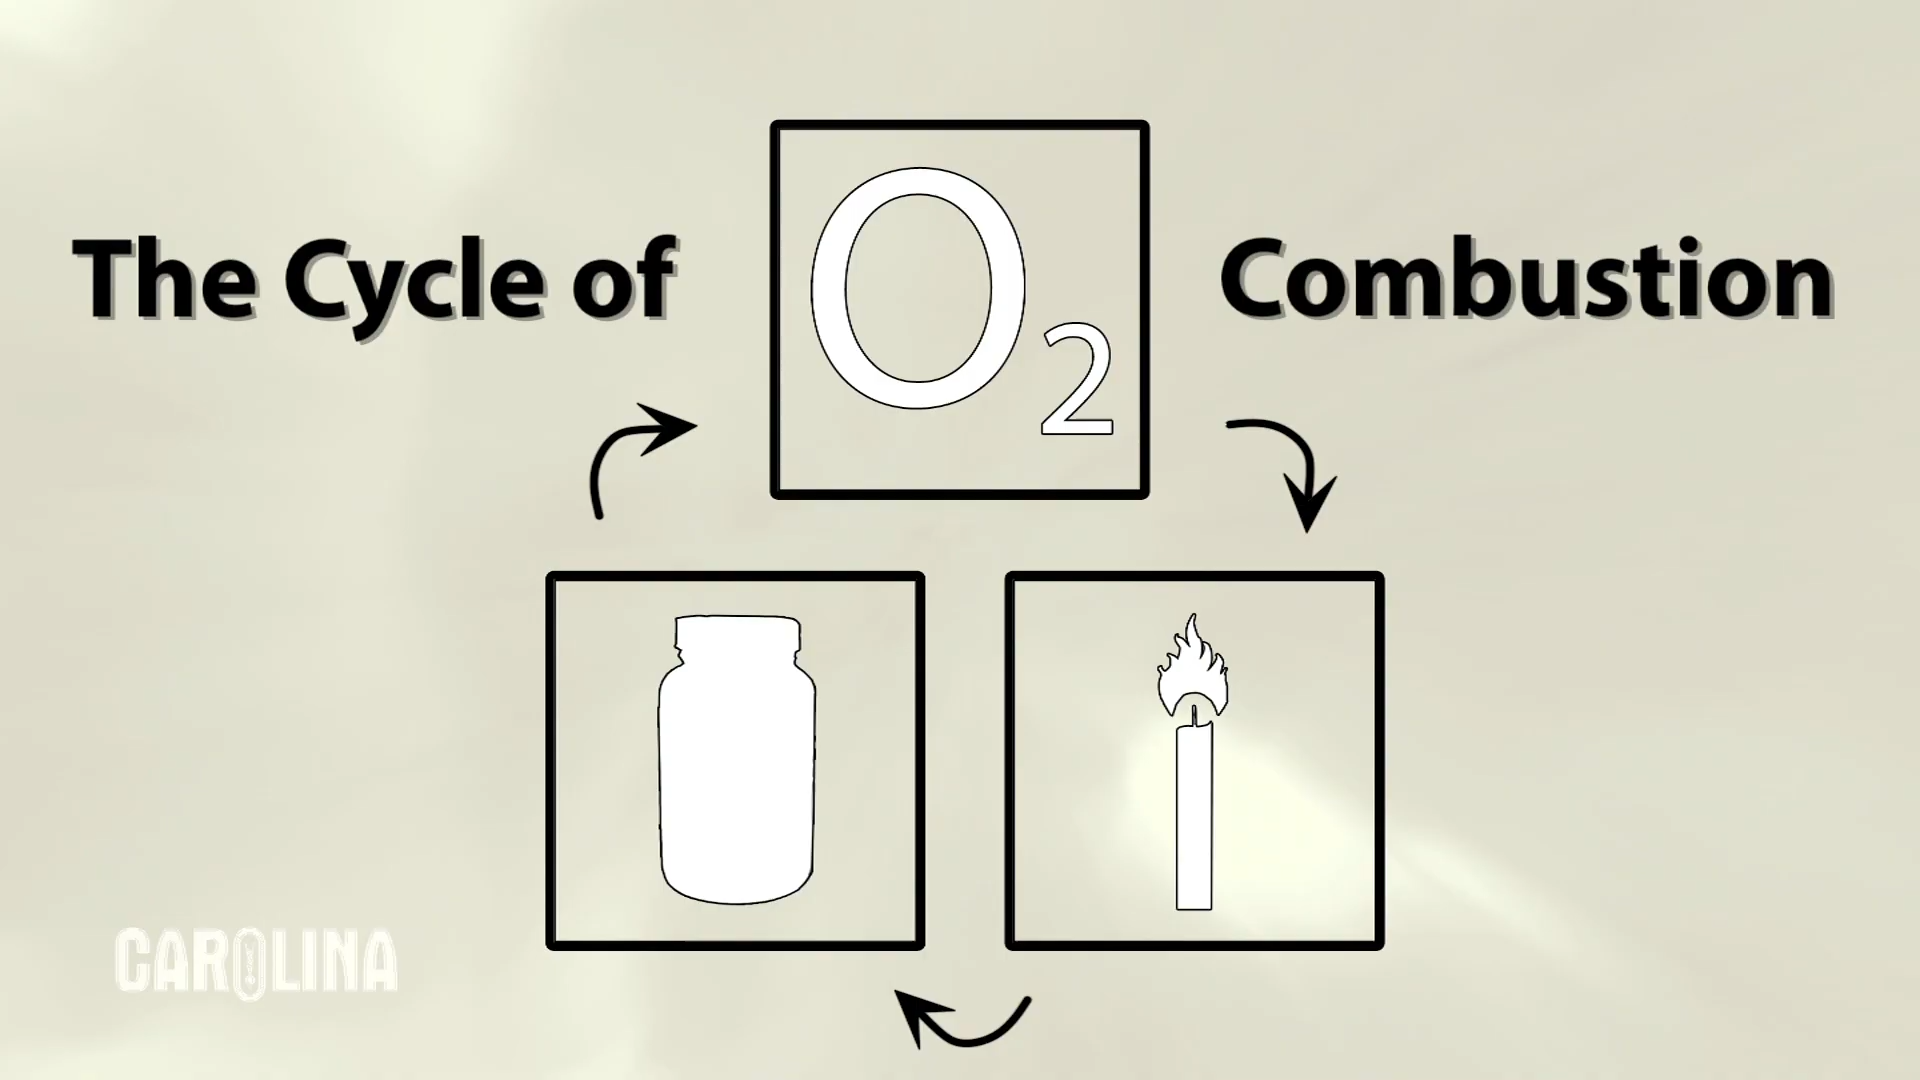 The Cycle of Combustion
O₂
CAROLINA